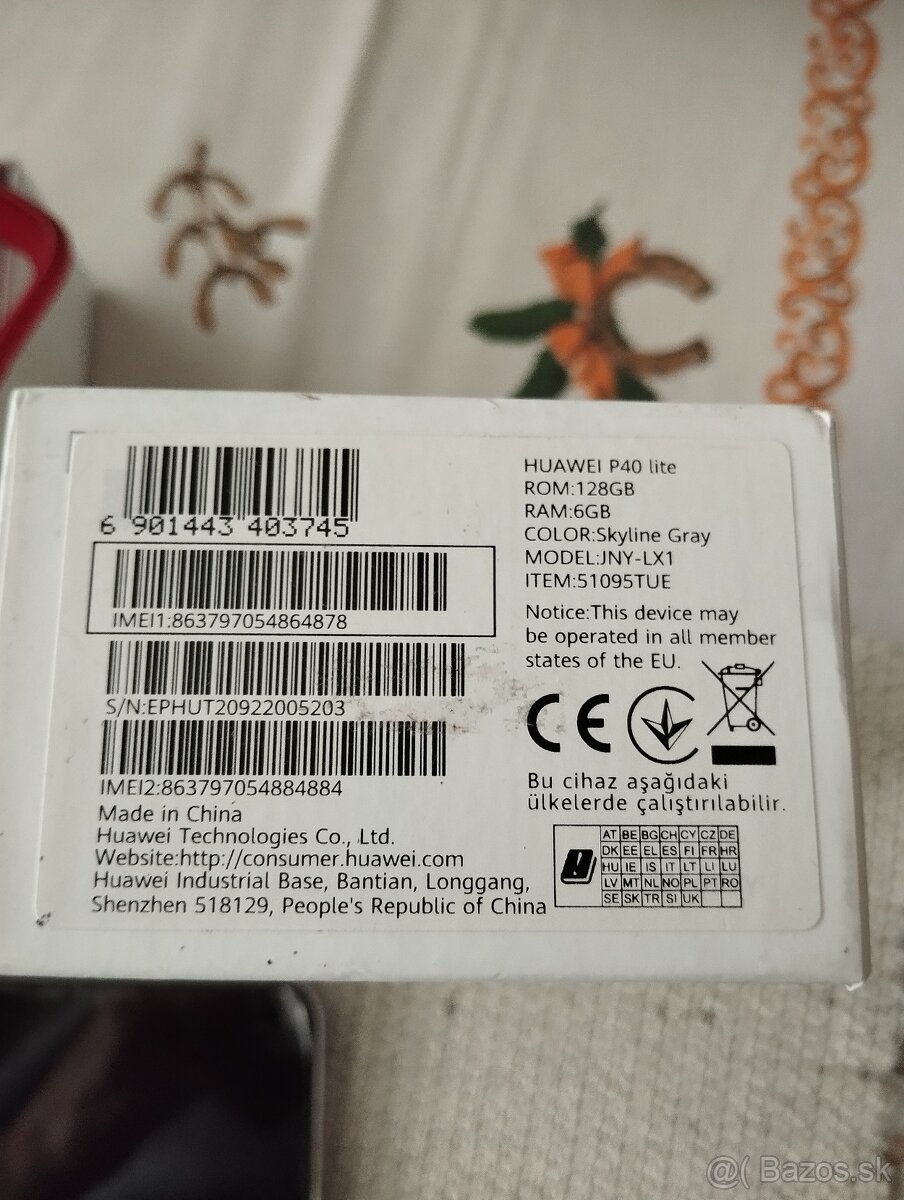 6 901443 403745
IMEI1:863797054864878
S/N:EPHUT20922005203
IMEI2:863797054884884
Made in China
Huawei Technologies Co., Ltd.
Website:http://consumer.huawei.com
Huawei Industrial Base, Bantian, Longgang,
Shenzhen 518129, People's Republic of China
HUAWEI P40 lite
ROM:128GB
RAM:6GB
COLOR:Skyline Gray
MODEL:JNY-LX1
ITEM:51095TUE
Notice:This device may
be operated in all member
states of the EU.
CE
Bu cihaz aşağıdaki
ülkelerde çalıştırılabilir.
AT BE BG CH CY CZ DE
DK EE EL ES FI FR HR
HU IE IS IT LT LI LU
LV MT NL NO PL PT RO
SE SK TR SI UK
@( Bazos.sk